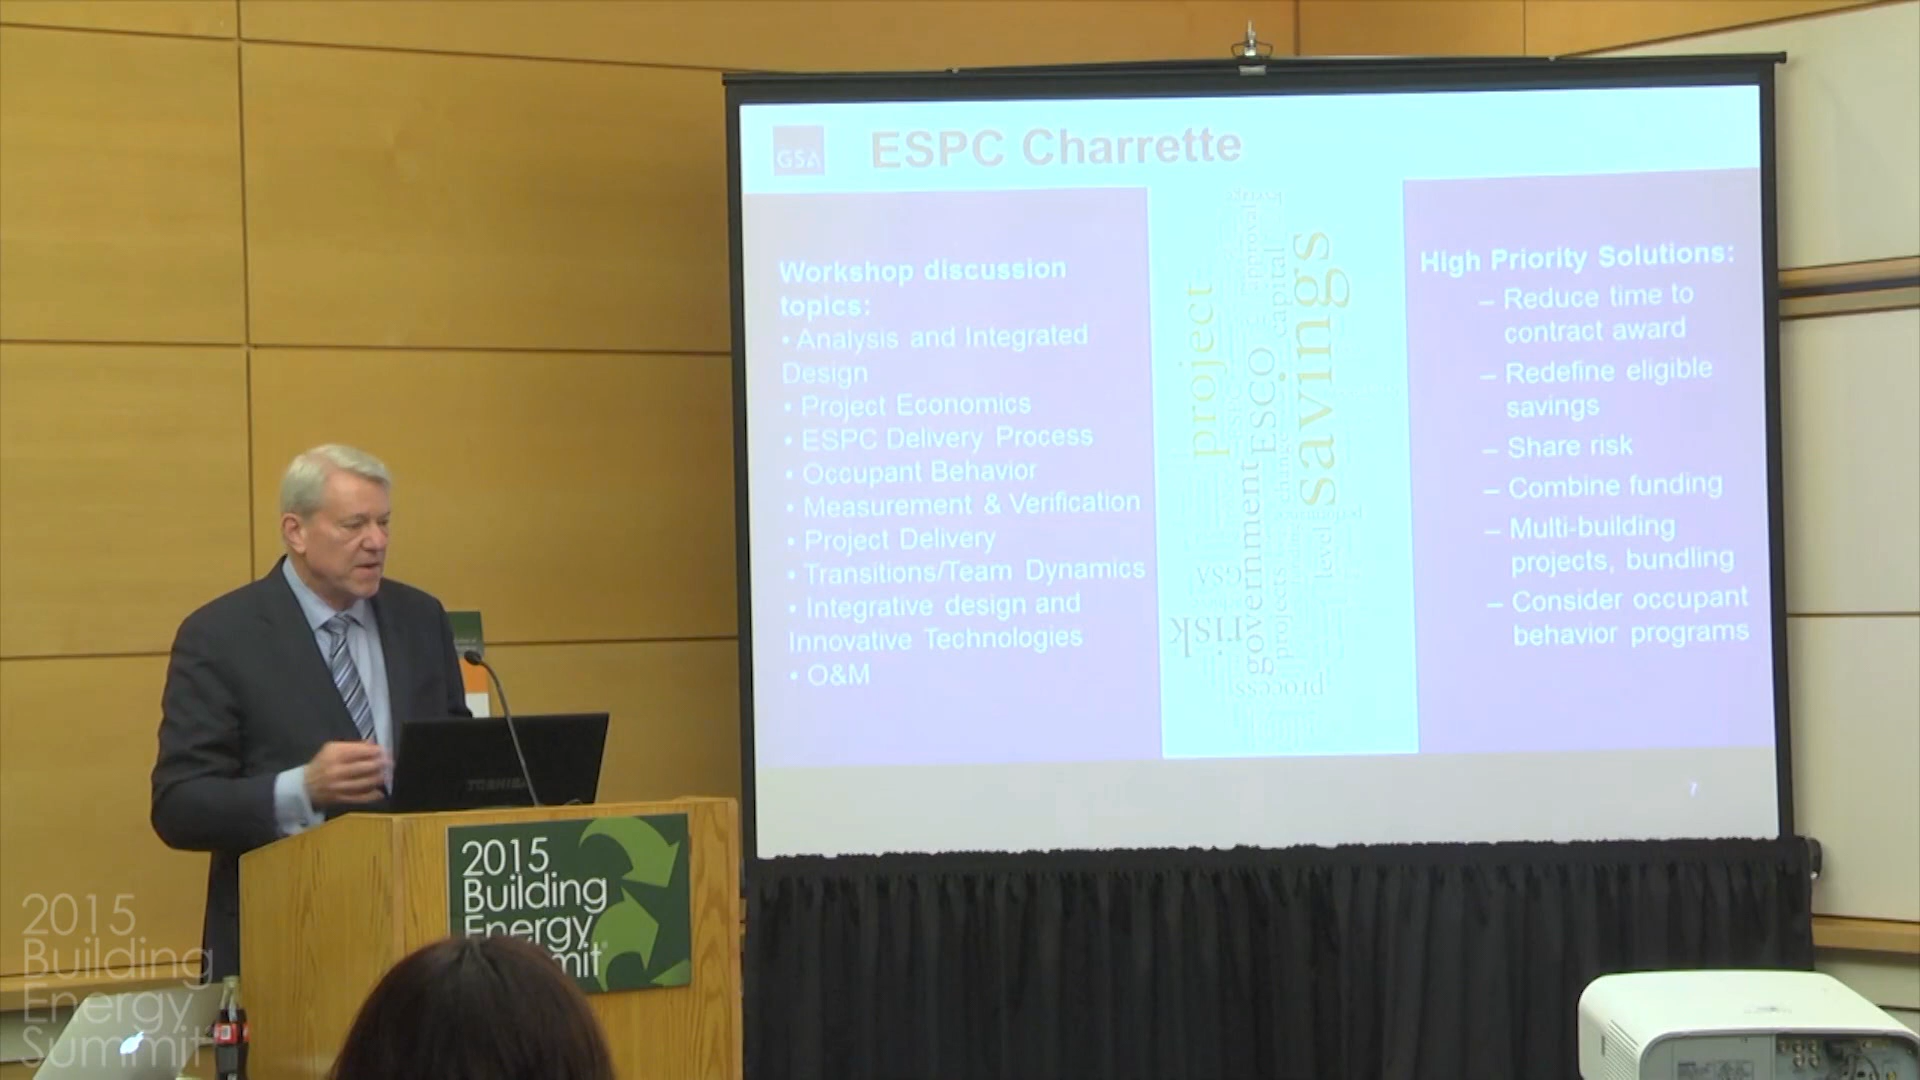 GSA
ESPC Charrette
Workshop discussion
topics:
• Analysis and Integrated
Design
• Project Economics
• ESPC Delivery Process
• Occupant Behavior
• Measurement & Verification
• Project Delivery
• Transitions/Team Dynamics
• Integrative design and
Innovative Technologies
• O&M
project
savings
ESCO
capital
approval
government
GSA
risk
projects
level
change
process
High Priority Solutions:
– Reduce time to
contract award
– Redefine eligible
savings
– Share risk
– Combine funding
– Multi-building
projects, bundling
– Consider occupant
behavior programs
7
TOSHIBA
2015
Building
Energy
mit
2015
Building
Energy
Summit